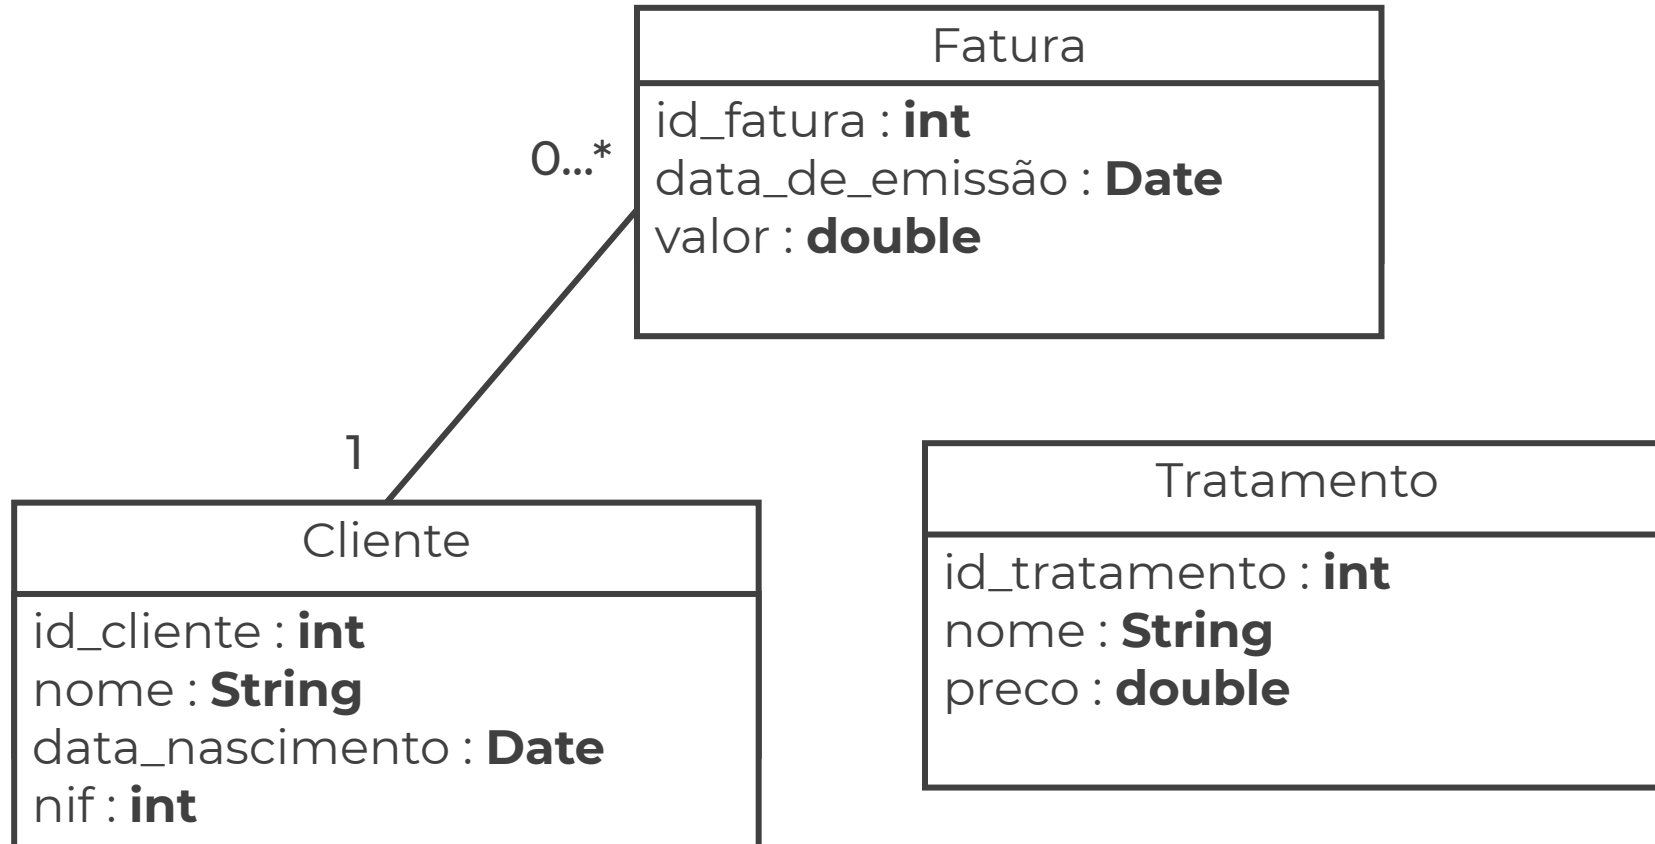 Fatura
id_fatura : int
data_de_emissão : Date
valor : double
0...*
1
Cliente
id_cliente : int
nome : String
data_nascimento : Date
nif : int
Tratamento
id_tratamento : int
nome : String
preco : double